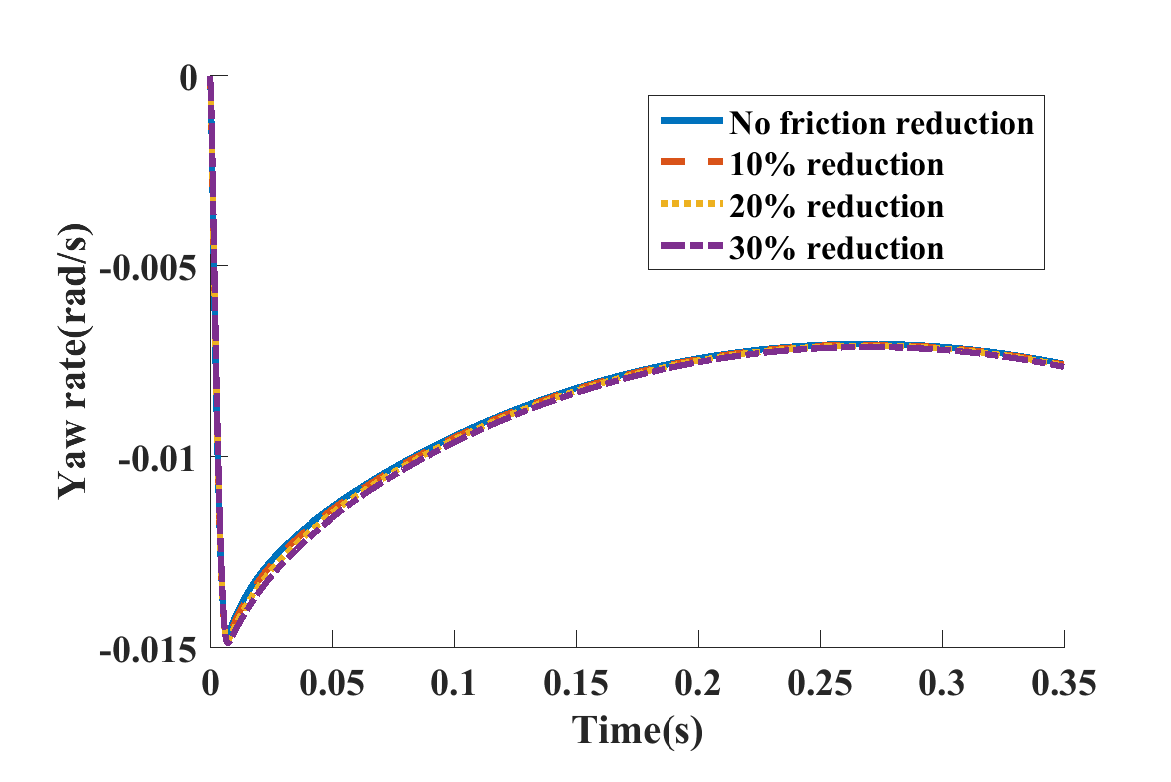 0
No friction reduction
10% reduction
20% reduction
30% reduction
-0.005
-0.01
-0.015
Yaw rate(rad/s)
0 0.05 0.1 0.15 0.2 0.25 0.3 0.35
Time(s)